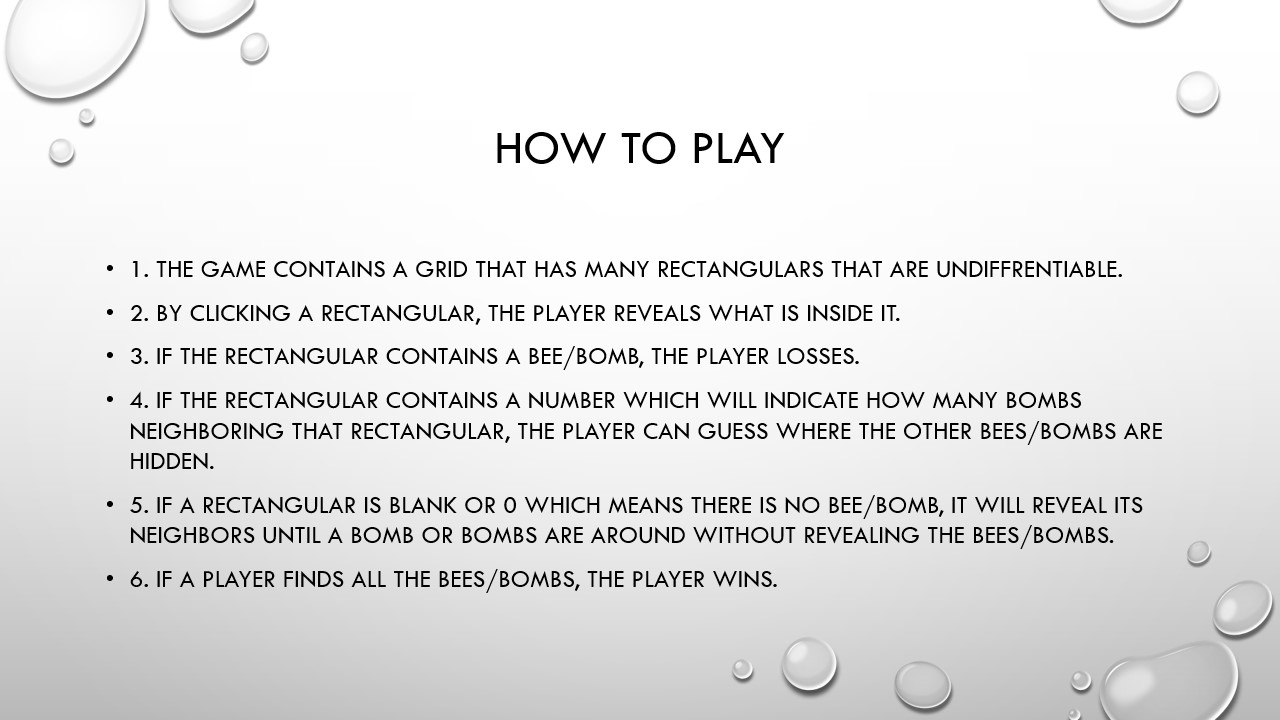 HOW TO PLAY
• 1. THE GAME CONTAINS A GRID THAT HAS MANY RECTANGULARS THAT ARE UNDIFFRENTIABLE.
• 2. BY CLICKING A RECTANGULAR, THE PLAYER REVEALS WHAT IS INSIDE IT.
• 3. IF THE RECTANGULAR CONTAINS A BEE/BOMB, THE PLAYER LOSSES.
• 4. IF THE RECTANGULAR CONTAINS A NUMBER WHICH WILL INDICATE HOW MANY BOMBS
NEIGHBORING THAT RECTANGULAR, THE PLAYER CAN GUESS WHERE THE OTHER BEES/BOMBS ARE
HIDDEN.
• 5. IF A RECTANGULAR IS BLANK OR 0 WHICH MEANS THERE IS NO BEE/BOMB, IT WILL REVEAL ITS
NEIGHBORS UNTIL A BOMB OR BOMBS ARE AROUND WITHOUT REVEALING THE BEES/BOMBS.
• 6. IF A PLAYER FINDS ALL THE BEES/BOMBS, THE PLAYER WINS.